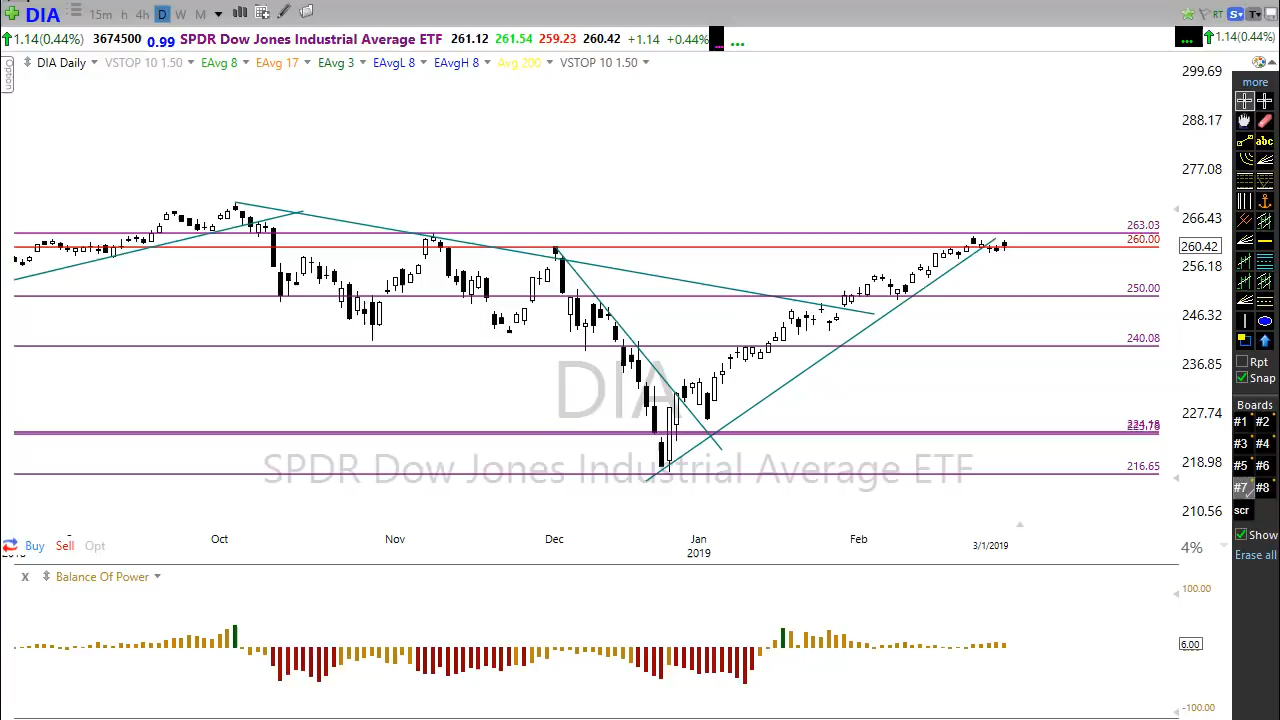 DIA 15m h 4h D W M RT S T
1.14(0.44%) 3674500 0.99 SPDR Dow Jones Industrial Average ETF 261.12 261.54 259.23 260.42 +1.14 +0.44% ... ... ... 1.14(0.44%)
Option
DIA Daily VSTOP 10 1.50 EAvg 8 EAvg 17 EAvg 3 EAvgL 8 EAvgH 8 Avg 200 VSTOP 10 1.50
299.69
288.17
277.08
266.43
260.42
256.18
246.32
236.85
227.74
218.98
210.56
4%
263.03
260.00
250.00
240.08
216.65
DIA
SPDR Dow Jones Industrial Average ETF
Oct Nov Dec Jan Feb
2019 3/1/2019
Buy Sell Opt
X Balance Of Power
100.00
6.00
-100.00
more
abc
Rpt
Snap
Boards
#1 #2
#3 #4
#5 #6
#7 #8
scr
Show
Erase all